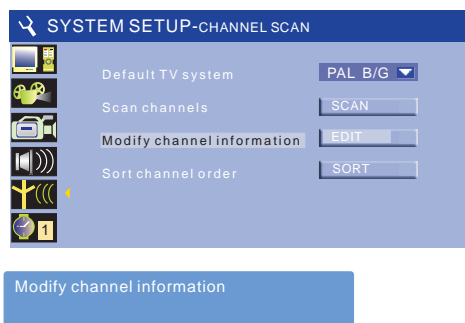 SYSTEM SETUP-CHANNEL SCAN
Default TV system PAL B/G
Scan channels SCAN
Modify channel information EDIT
Sort channel order SORT
1
Modify channel information